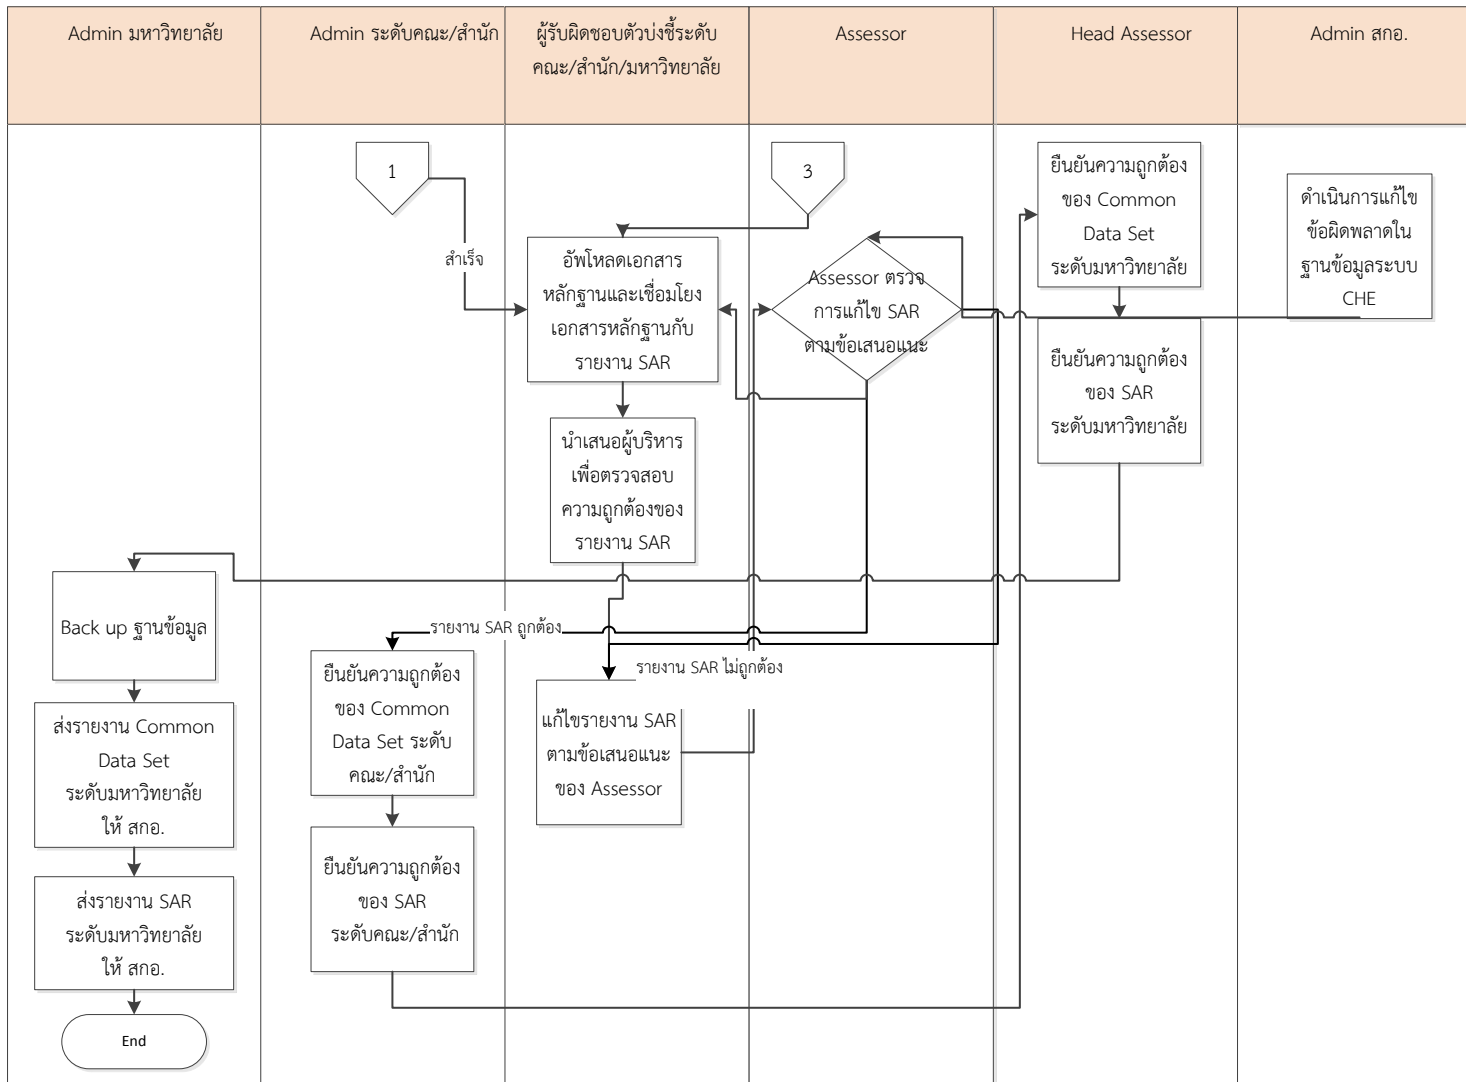 Admin มหาวิทยาลัย
Admin ระดับคณะ/สำนัก
ผู้รับผิดชอบตัวบ่งชี้ระดับ
คณะ/สำนัก/มหาวิทยาลัย
Assessor
Head Assessor
Admin สกอ.
1
3
สำเร็จ
อัพโหลดเอกสาร
หลักฐานและเชื่อมโยง
เอกสารหลักฐานกับ
รายงาน SAR
Assessor ตรวจ
การแก้ไข SAR
ตามข้อเสนอแนะ
ยืนยันความถูกต้อง
ของ Common
Data Set
ระดับมหาวิทยาลัย
ดำเนินการแก้ไข
ข้อผิดพลาดใน
ฐานข้อมูลระบบ
CHE
ยืนยันความถูกต้อง
ของ SAR
ระดับมหาวิทยาลัย
นำเสนอผู้บริหาร
เพื่อตรวจสอบ
ความถูกต้องของ
รายงาน SAR
Back up ฐานข้อมูล
รายงาน SAR ถูกต้อง
รายงาน SAR ไม่ถูกต้อง
ยืนยันความถูกต้อง
ของ Common
Data Set ระดับ
คณะ/สำนัก
แก้ไขรายงาน SAR
ตามข้อเสนอแนะ
ของ Assessor
ส่งรายงาน Common
Data Set
ระดับมหาวิทยาลัย
ให้ สกอ.
ยืนยันความถูกต้อง
ของ SAR
ระดับคณะ/สำนัก
ส่งรายงาน SAR
ระดับมหาวิทยาลัย
ให้ สกอ.
End